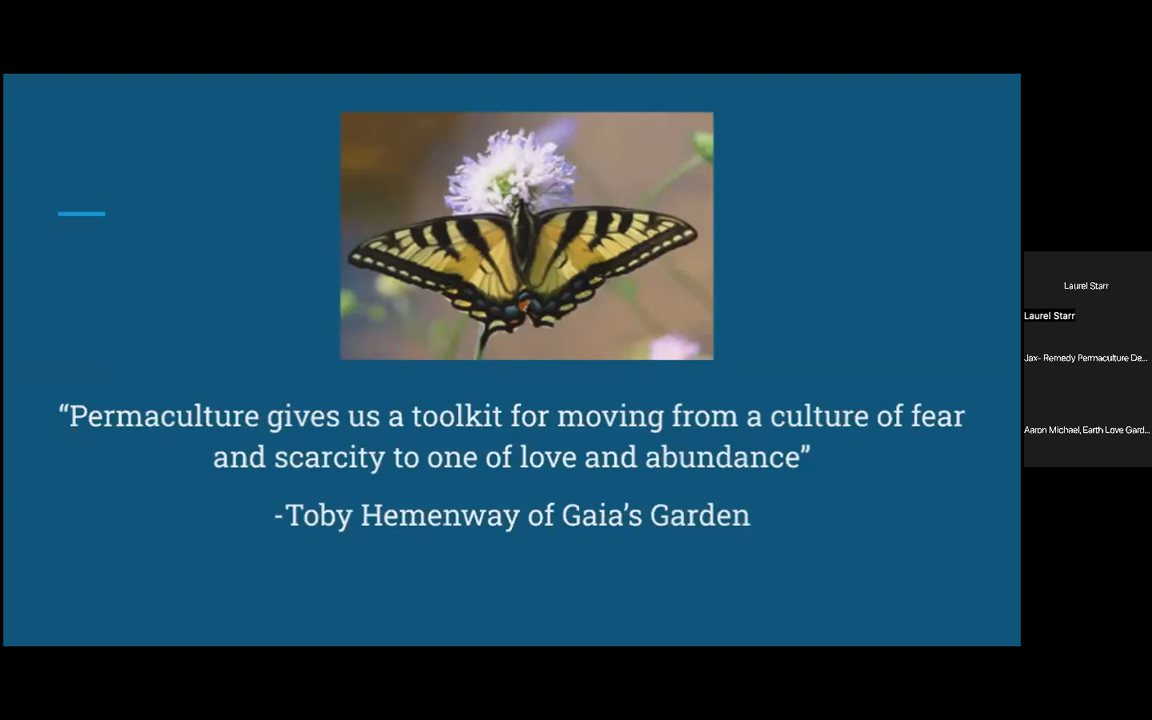 “Permaculture gives us a toolkit for moving from a culture of fear
and scarcity to one of love and abundance”
-Toby Hemenway of Gaia’s Garden
Laurel Starr
Laurel Starr
Jax- Remedy Permaculture De...
Aaron Michael, Earth Love Gard...